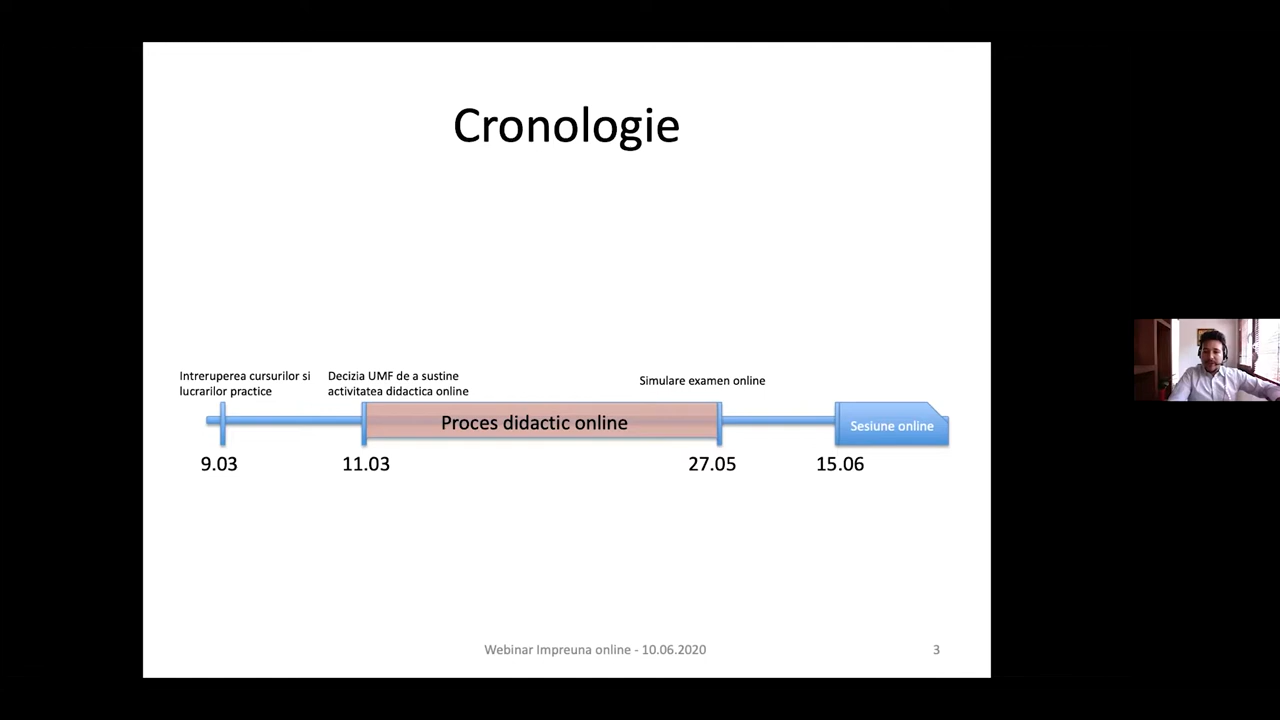 Cronologie
Intreruperea cursurilor si
lucrarilor practice
Decizia UMF de a sustine
activitatea didactica online
Simulare examen online
Proces didactic online
Sesiune online
9.03
11.03
27.05
15.06
Webinar Impreuna online - 10.06.2020
3